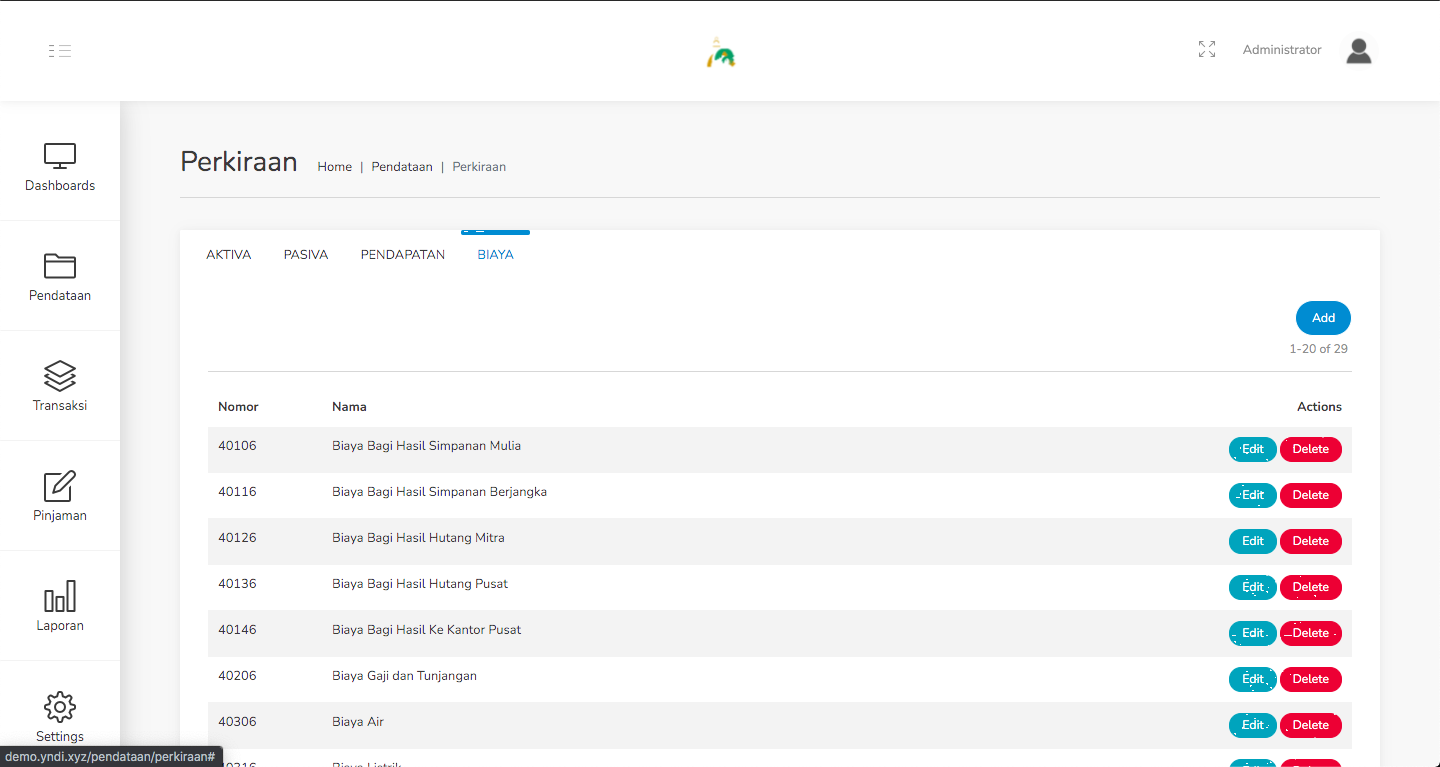 Administrator
Dashboards
Pendataan
Transaksi
Pinjaman
Laporan
Settings
Perkiraan Home | Pendataan | Perkiraan
AKTIVA PASIVA PENDAPATAN BIAYA
Add
1-20 of 29
Nomor Nama Actions
40106 Biaya Bagi Hasil Simpanan Mulia Edit Delete
40116 Biaya Bagi Hasil Simpanan Berjangka Edit Delete
40126 Biaya Bagi Hasil Hutang Mitra Edit Delete
40136 Biaya Bagi Hasil Hutang Pusat Edit Delete
40146 Biaya Bagi Hasil Ke Kantor Pusat Edit Delete
40206 Biaya Gaji dan Tunjangan Edit Delete
40306 Biaya Air Edit Delete
Biaya Listrik
demo.yndi.xyz/pendataan/perkiraan#